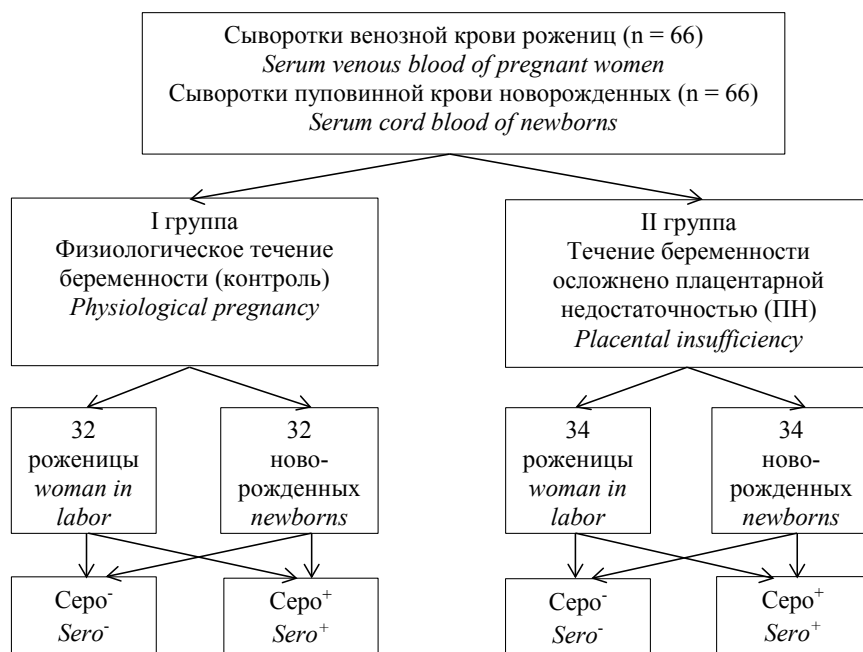 Сыворотки венозной крови рожениц (n = 66)
Serum venous blood of pregnant women
Сыворотки пуповинной крови новорожденных (n = 66)
Serum cord blood of newborns
I группа
Физиологическое течение
беременности (контроль)
Physiological pregnancy
II группа
Течение беременности
осложнено плацентарной
недостаточностью (ПН)
Placental insufficiency
32
роженицы
woman in
labor
32
ново-
рожденных
newborns
34
роженицы
woman in
labor
34
ново-
рожденных
newborns
Серо⁻
Sero⁻
Серо⁺
Sero⁺
Серо⁻
Sero⁻
Серо⁺
Sero⁺